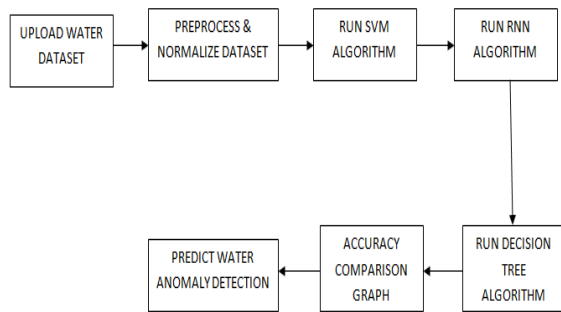 UPLOAD WATER
DATASET
PREPROCESS &
NORMALIZE DATASET
RUN SVM
ALGORITHM
RUN RNN
ALGORITHM
RUN DECISION
TREE
ALGORITHM
ACCURACY
COMPARISON
GRAPH
PREDICT WATER
ANOMALY DETECTION